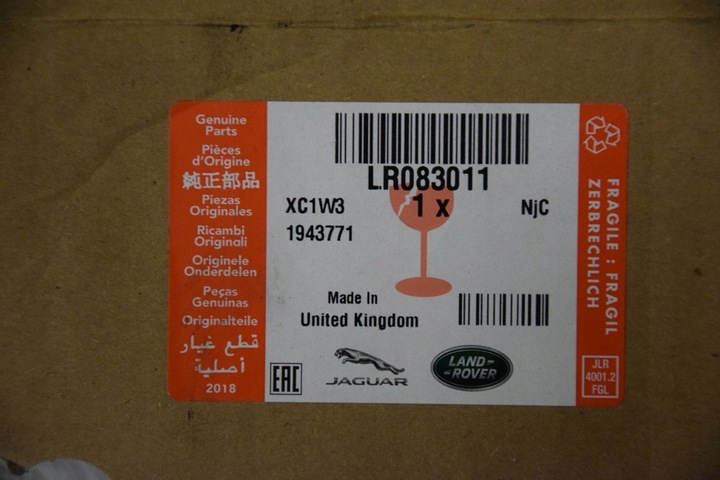 Genuine
Parts
Pièces
d'Origine
純正部品
Piezas
Originales
Ricambi
Originali
Originele
Onderdelen
Peças
Genuinas
Originalteile
قطع غيار
أصلية
2018
LR083011
XC1W3
1 x
NjC
1943771
Made In
United Kingdom
EAC
JAGUAR
LAND-
-ROVER
FRAGILE : FRAGIL
ZERBRECHLICH
JLR
4001.2
FGL